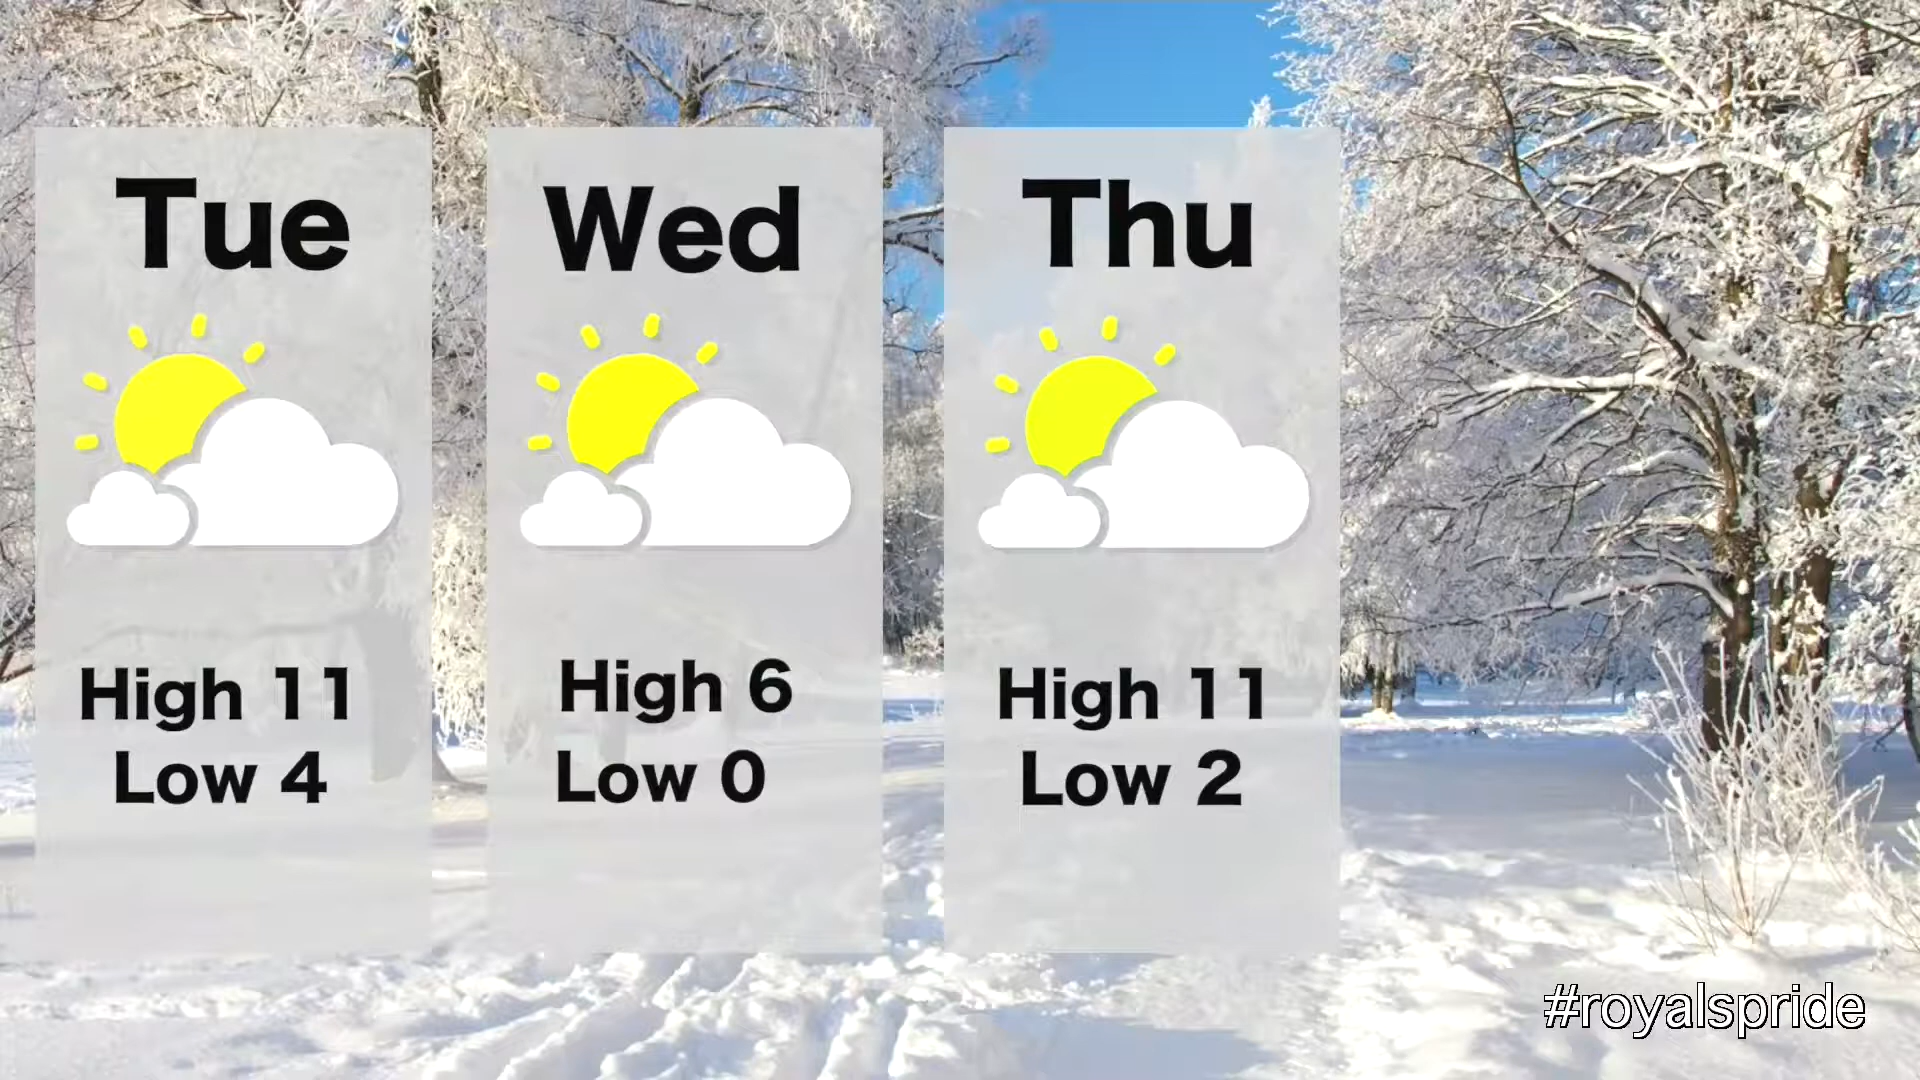 Tue
High 11
Low 4
Wed
High 6
Low 0
Thu
High 11
Low 2
#royalspride